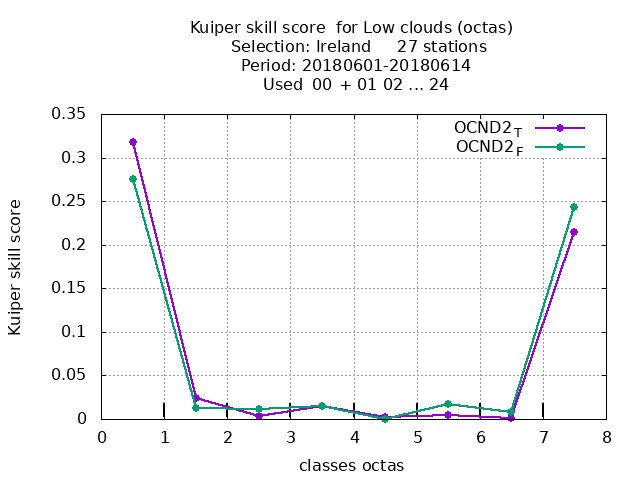 Kuiper skill score  for Low clouds (octas)
Selection: Ireland     27 stations
Period: 20180601-20180614
Used  00 + 01 02 ... 24
OCND2T
OCND2F
0.35
0.3
0.25
0.2
0.15
0.1
0.05
0
Kuiper skill score
0 1 2 3 4 5 6 7 8
classes octas